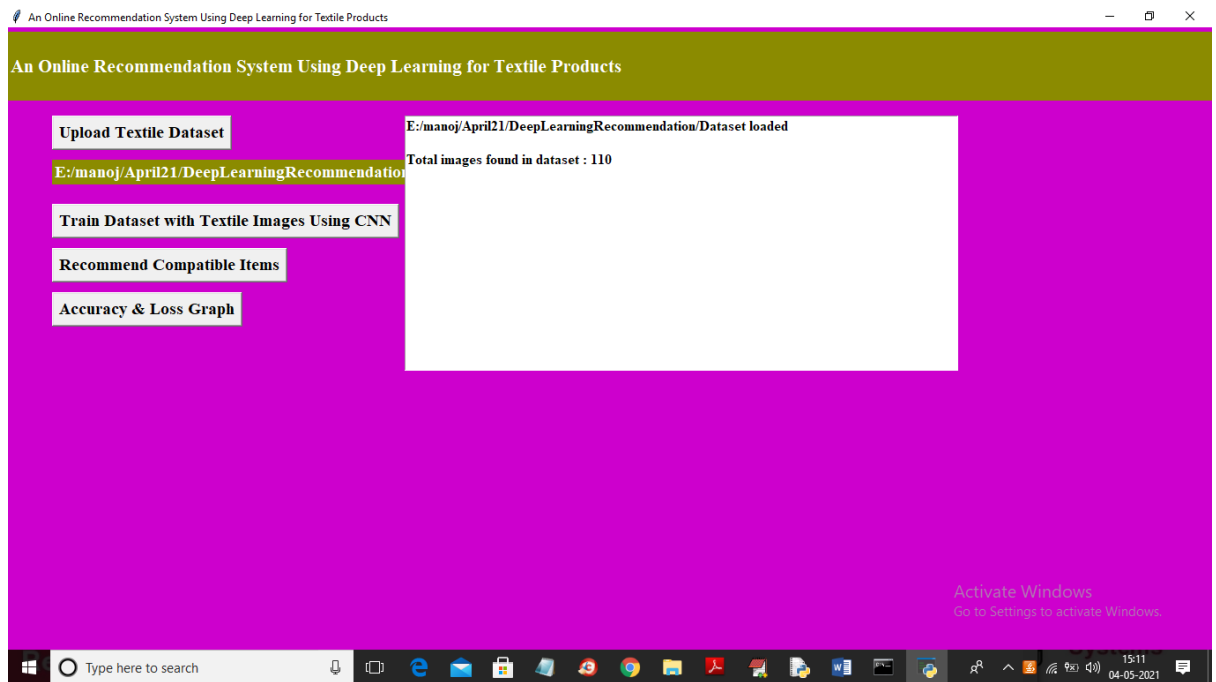 An Online Recommendation System Using Deep Learning for Textile Products
An Online Recommendation System Using Deep Learning for Textile Products
Upload Textile Dataset
E:/manoj/April21/DeepLearningRecommendation
Train Dataset with Textile Images Using CNN
Recommend Compatible Items
Accuracy & Loss Graph
E:/manoj/April21/DeepLearningRecommendation/Dataset loaded
Total images found in dataset : 110
Activate Windows
Go to Settings to activate Windows.
Type here to search
15:11
04-05-2021